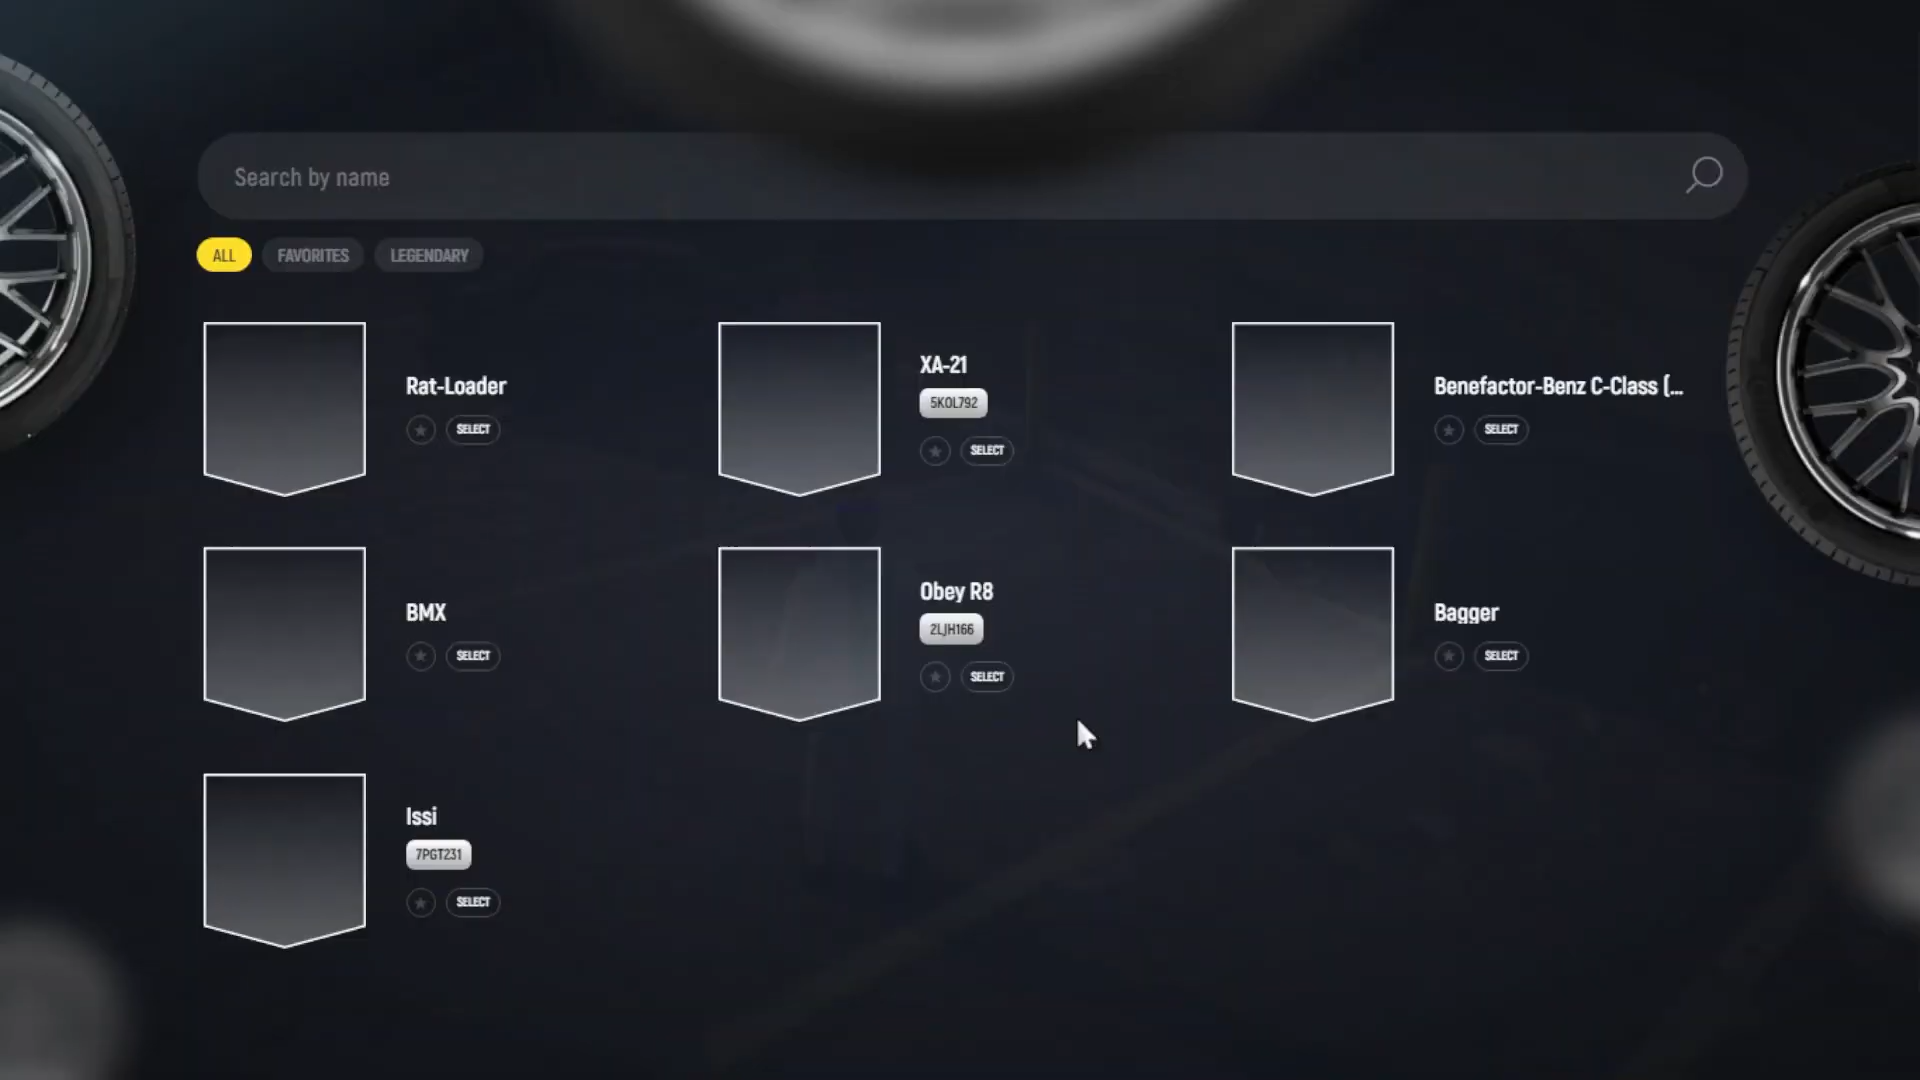 Search by name
ALL
FAVORITES
LEGENDARY
Rat-Loader
SELECT
XA-21
5KOL792
SELECT
Benefactor-Benz C-Class (...
SELECT
BMX
SELECT
Obey R8
2LJH166
SELECT
Bagger
SELECT
Issi
7PGT231
SELECT